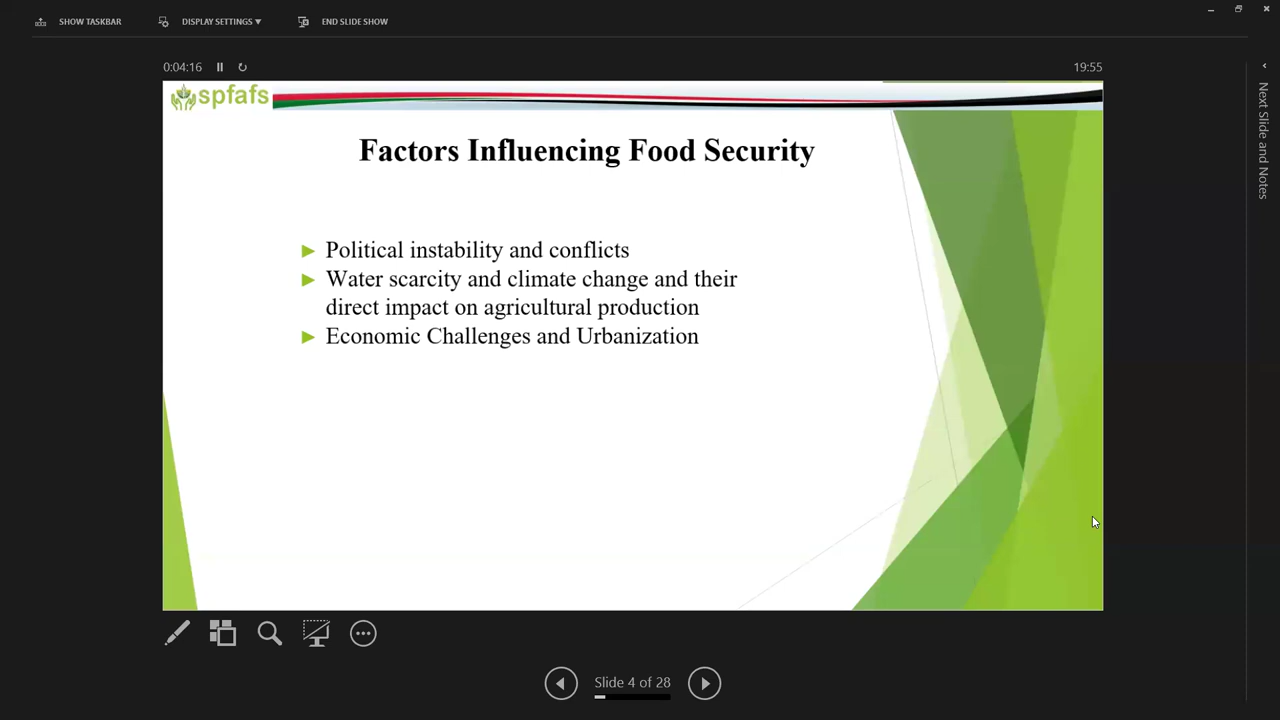 SHOW TASKBAR DISPLAY SETTINGS ▼ END SLIDE SHOW
0:04:16 19:55
spfafs
Factors Influencing Food Security
Political instability and conflicts
Water scarcity and climate change and their
direct impact on agricultural production
Economic Challenges and Urbanization
Slide 4 of 28
Next Slide and Notes